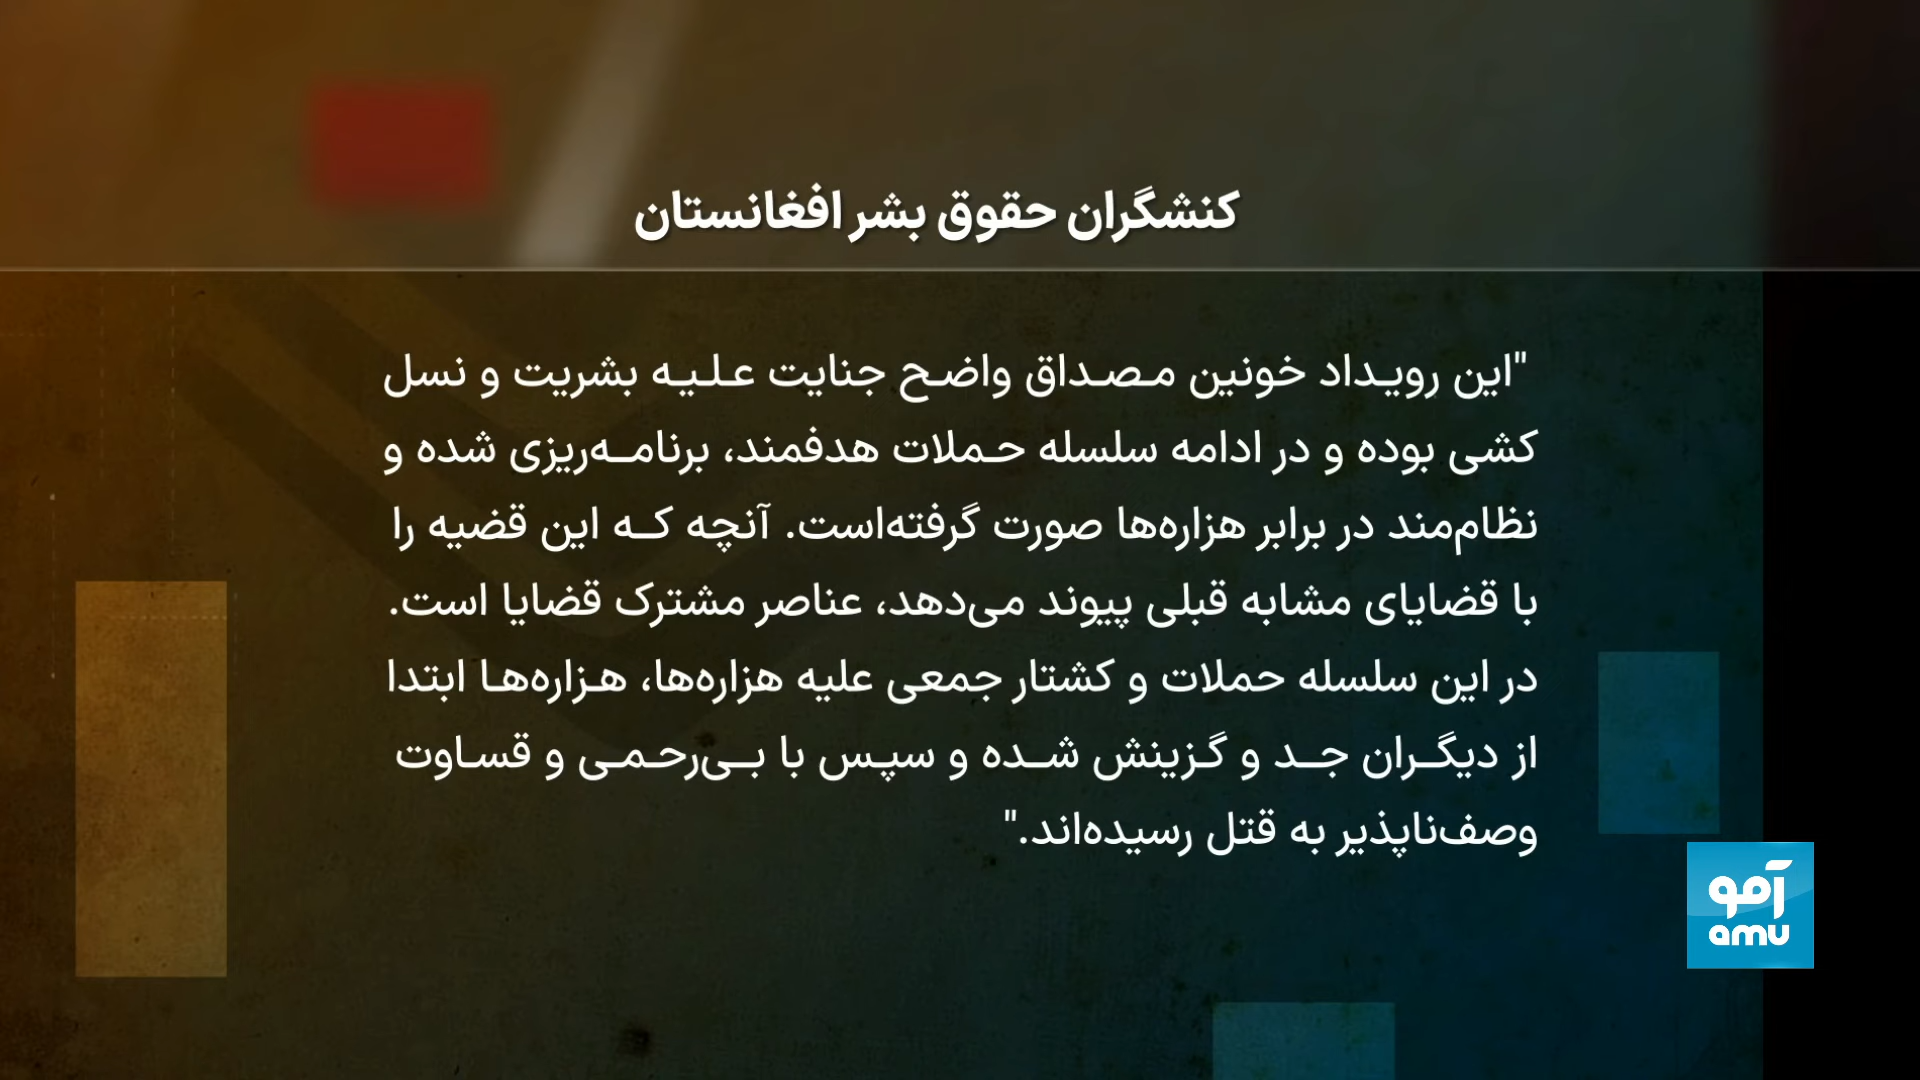 کنشگران حقوق بشر افغانستان
"این رویداد خونین مصداق واضح جنایت علیه بشریت و نسل
کشی بوده و در ادامه سلسله حملات هدفمند، برنامه‌ریزی شده و
نظام‌مند در برابر هزاره‌ها صورت گرفته‌است. آنچه که این قضیه را
با قضایای مشابه قبلی پیوند می‌دهد، عناصر مشترک قضایا است.
در این سلسله حملات و کشتار جمعی علیه هزاره‌ها، هزاره‌ها ابتدا
از دیگران جد و گزینش شده و سپس با بی‌رحمی و قساوت
وصف‌ناپذیر به قتل رسیده‌اند."
آمو
amu